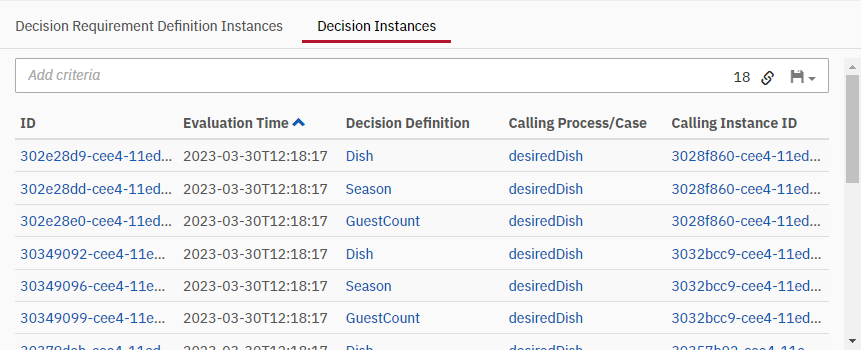 Decision Requirement Definition Instances Decision Instances
Add criteria 18
ID Evaluation Time Decision Definition Calling Process/Case Calling Instance ID
302e28d9-cee4-11ed... 2023-03-30T12:18:17 Dish desiredDish 3028f860-cee4-11ed...
302e28dd-cee4-11ed... 2023-03-30T12:18:17 Season desiredDish 3028f860-cee4-11ed...
302e28e0-cee4-11ed... 2023-03-30T12:18:17 GuestCount desiredDish 3028f860-cee4-11ed...
30349092-cee4-11e... 2023-03-30T12:18:17 Dish desiredDish 3032bcc9-cee4-11ed...
30349096-cee4-11e... 2023-03-30T12:18:17 Season desiredDish 3032bcc9-cee4-11ed...
30349099-cee4-11e... 2023-03-30T12:18:17 GuestCount desiredDish 3032bcc9-cee4-11ed...
2023-03-30T12:18:17 Dish desiredDish